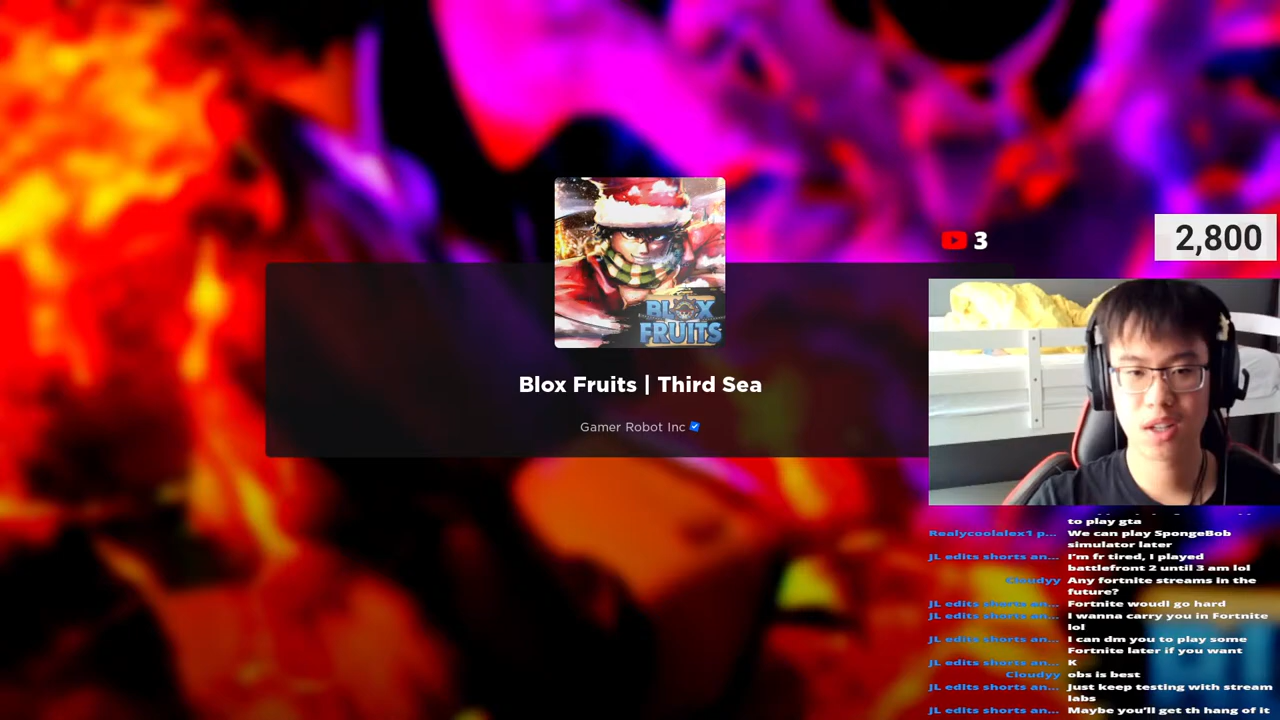 BLOX
FRUITS
Blox Fruits | Third Sea
Gamer Robot Inc
3
2,800
to play gta
Realycoolalex1 p... We can play SpongeBob
simulator later
JL edits shorts an... I'm fr tired, I played
battlefront 2 until 3 am lol
Cloudyy Any fortnite streams in the
future?
JL edits shorts an... Fortnite woudl go hard
JL edits shorts an... I wanna carry you in Fortnite
lol
JL edits shorts an... I can dm you to play some
Fortnite later if you want
JL edits shorts an... K
Cloudyy obs is best
JL edits shorts an... Just keep testing with stream
labs
JL edits shorts an... Maybe you'll get th hang of it